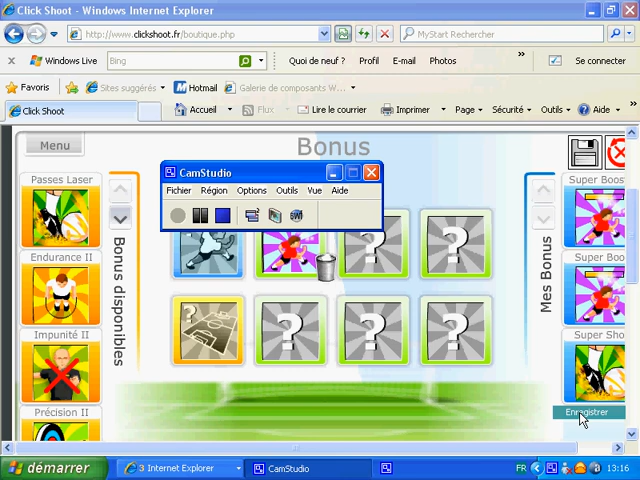 Click Shoot - Windows Internet Explorer
http://www.clickshoot.fr/boutique.php
MyStart Rechercher
Windows Live
Bing
Quoi de neuf ?
Profil
E-mail
Photos
»
Se connecter
Favoris
Sites suggérés
Hotmail
Galerie de composants W...
Click Shoot
Accueil
Flux
Lire le courrier
Imprimer
Page
Sécurité
Outils
Aide
»
Menu
Bonus
CamStudio
Fichier
Région
Options
Outils
Vue
Aide
Passes Laser
Endurance II
Impunité II
Précision II
Bonus disponibles
?
?
?
?
?
?
Mes Bonus
Super Boos
Super Boos
Super Sho
Enregistrer
démarrer
3 Internet Explorer
CamStudio
FR
13:16